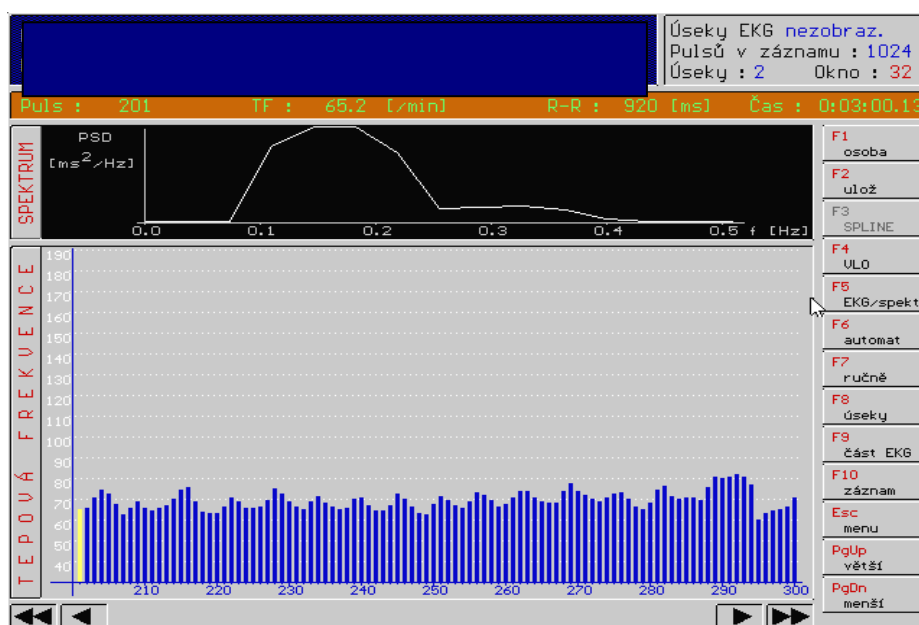 Úseky EKG nezobraz.
Pulsů v záznamu : 1024
Úseky : 2 Okno : 32
Puls : 201 TF : 65.2 [/min] R-R : 920 [ms] Čas : 0:03:00.13
SPEKTRUM
PSD
[ms2/Hz]
0.0 0.1 0.2 0.3 0.4 0.5 f [Hz]
TEPOVÁ FREKVENCE
190
180
170
160
150
140
130
120
110
100
90
80
70
60
50
40
210 220 230 240 250 260 270 280 290 300
F1
osoba
F2
ulož
F3
SPLINE
F4
VLO
F5
EKG/spekt
F6
automat
F7
ručně
F8
úseky
F9
část EKG
F10
záznam
Esc
menu
PgUp
větší
PgDn
menší